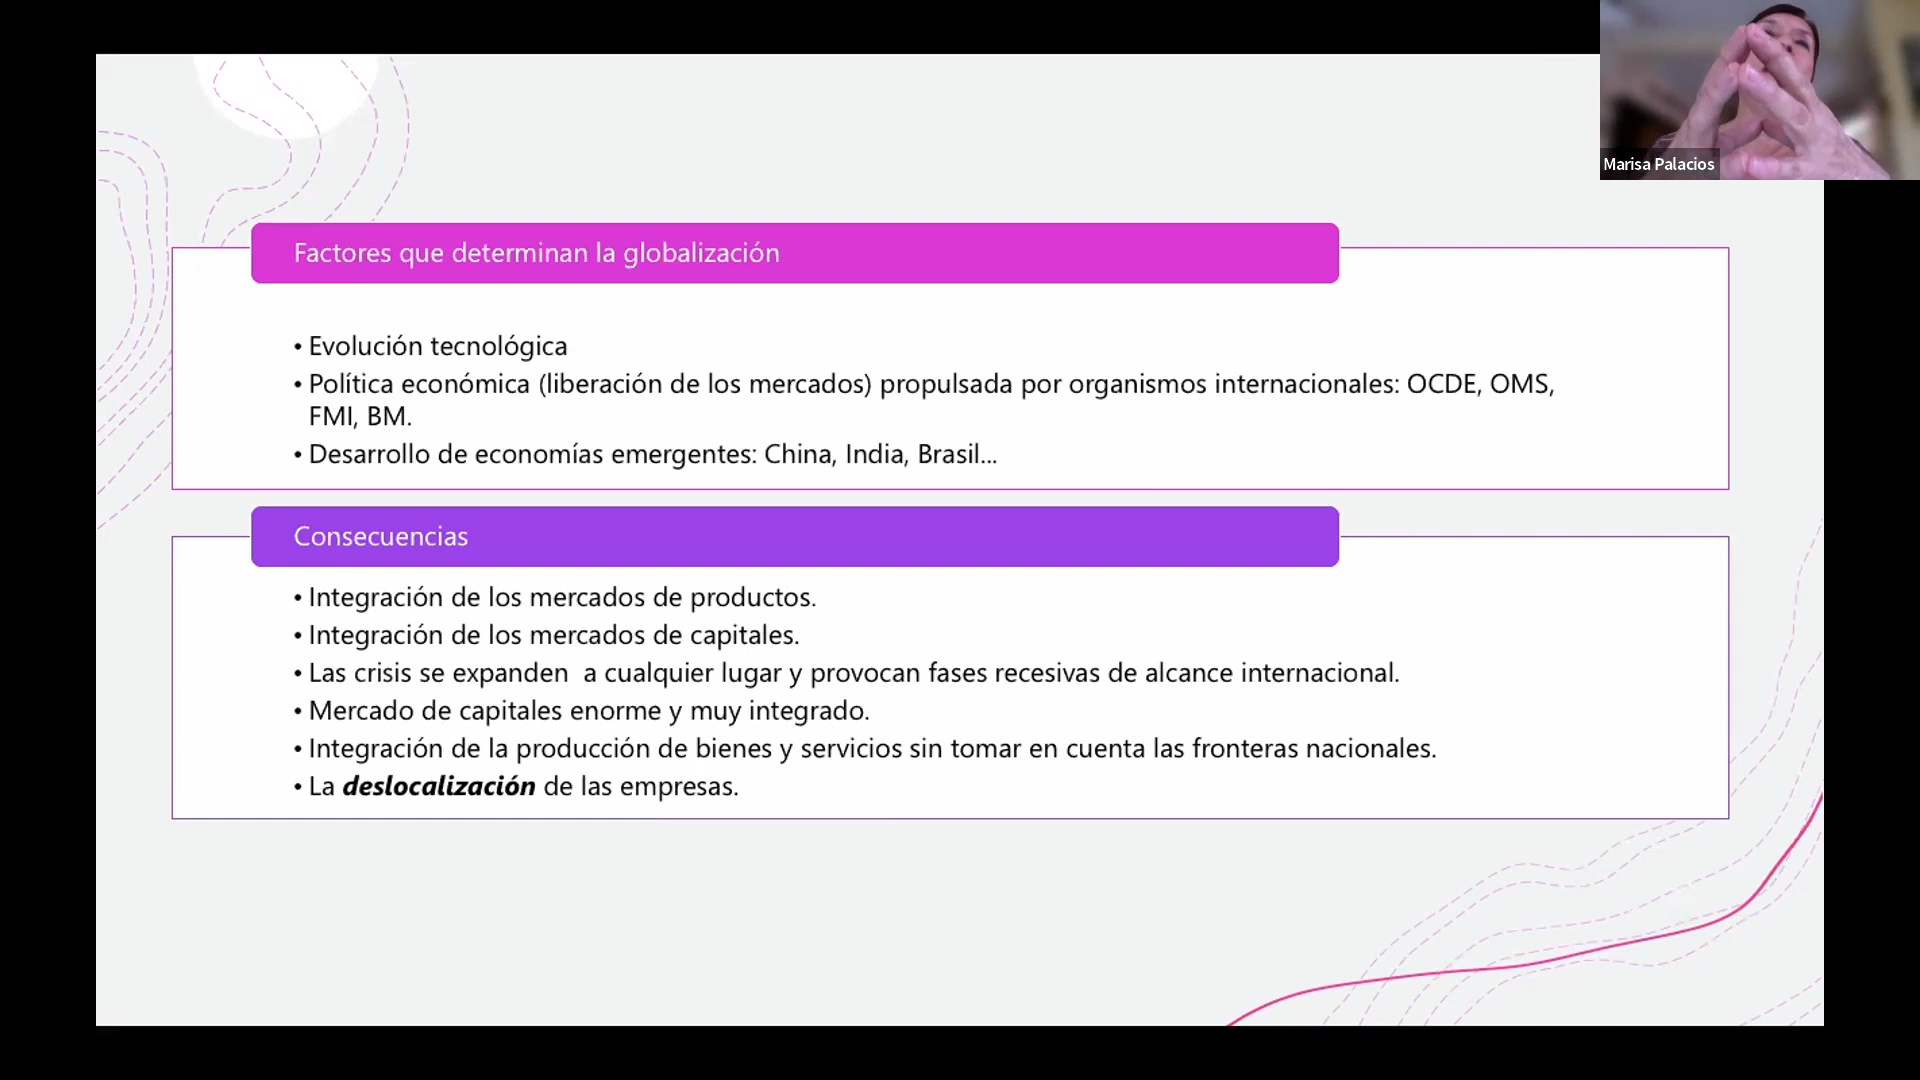 Marisa Palacios
Factores que determinan la globalización
• Evolución tecnológica
• Política económica (liberación de los mercados) propulsada por organismos internacionales: OCDE, OMS,
FMI, BM.
• Desarrollo de economías emergentes: China, India, Brasil...
Consecuencias
• Integración de los mercados de productos.
• Integración de los mercados de capitales.
• Las crisis se expanden  a cualquier lugar y provocan fases recesivas de alcance internacional.
• Mercado de capitales enorme y muy integrado.
• Integración de la producción de bienes y servicios sin tomar en cuenta las fronteras nacionales.
• La deslocalización de las empresas.